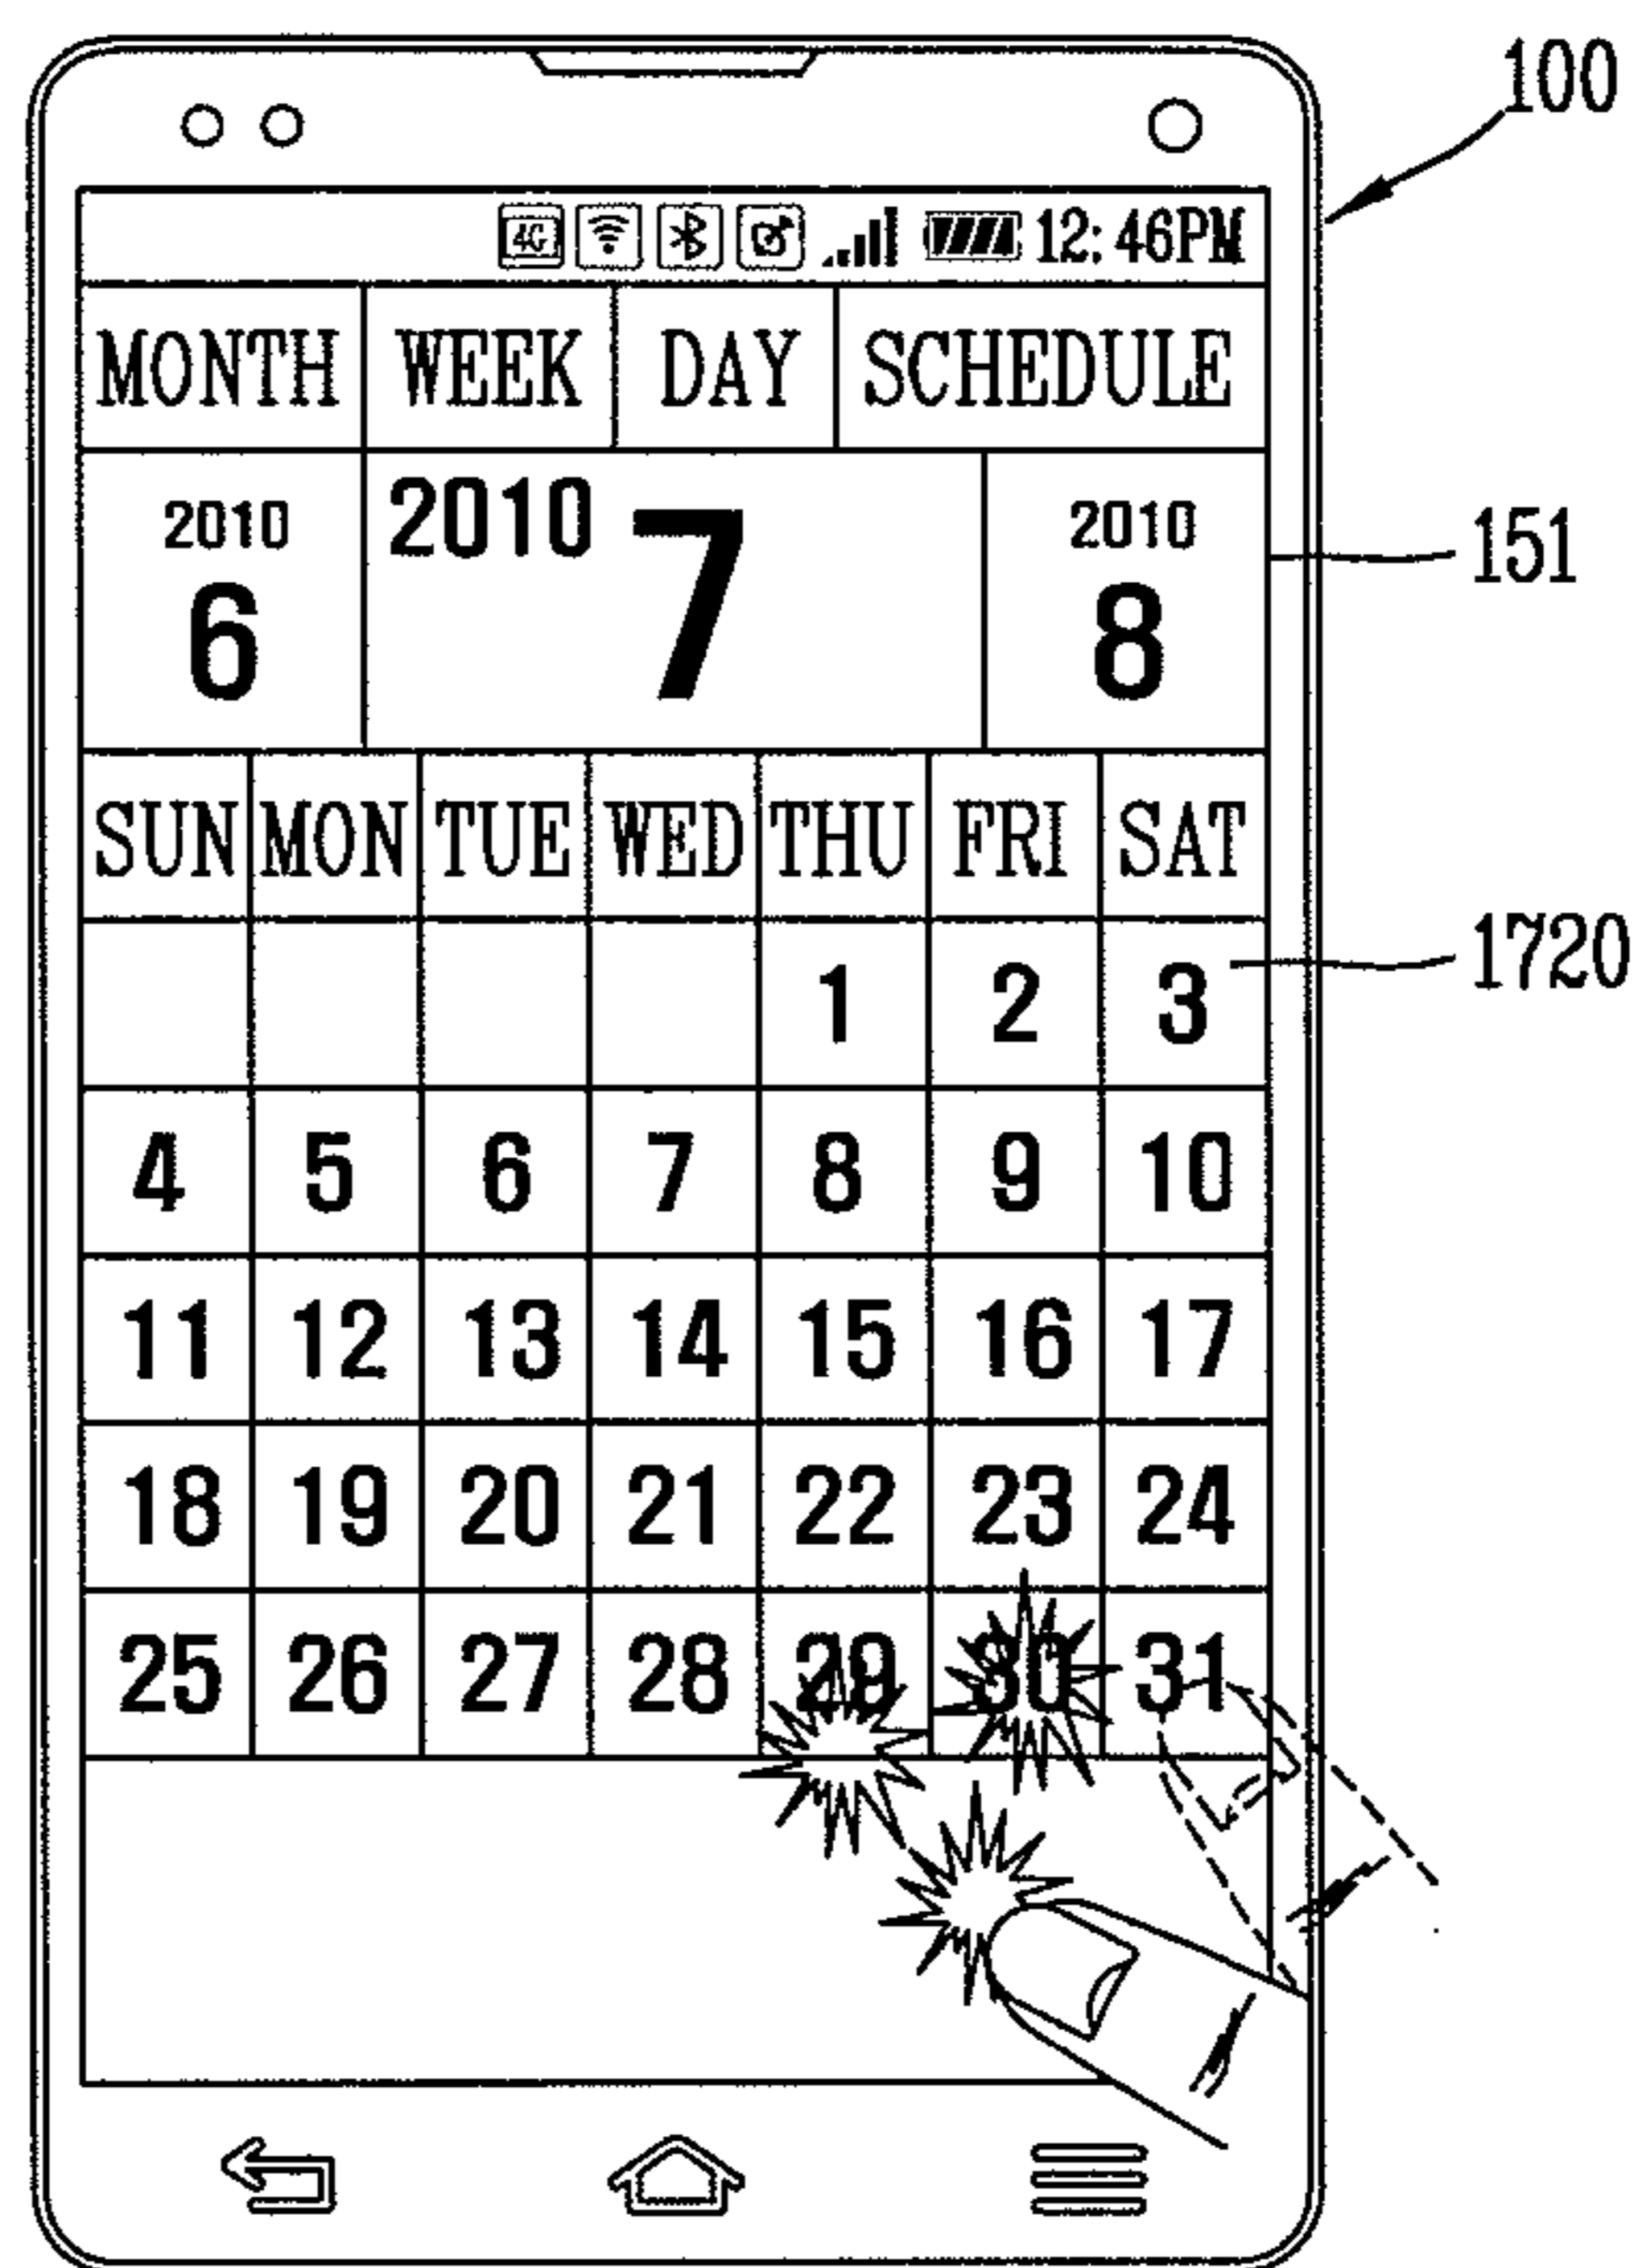 100
4G 12:46PM
MONTH WEEK DAY SCHEDULE
2010 2010 7 2010
6 8
151
SUN MON TUE WED THU FRI SAT
1 2 3
1720
4 5 6 7 8 9 10
11 12 13 14 15 16 17
18 19 20 21 22 23 24
25 26 27 28 29 30 31